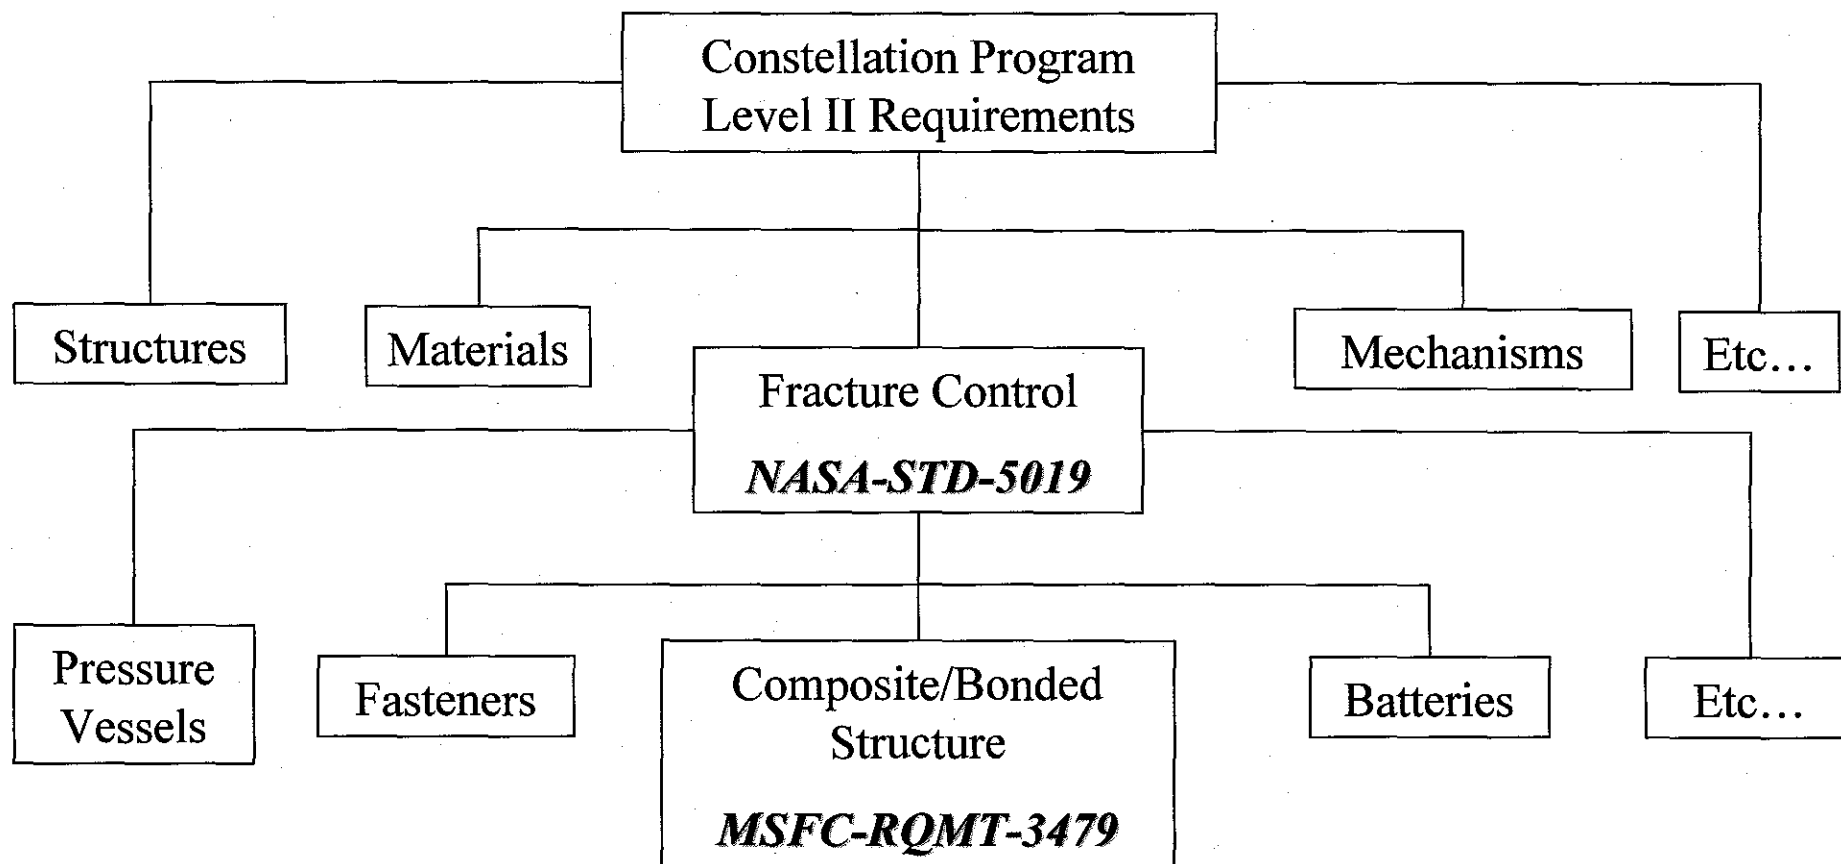 Constellation Program
Level II Requirements
Structures
Materials
Mechanisms
Etc…
Fracture Control
NASA-STD-5019
Pressure
Vessels
Fasteners
Composite/Bonded
Structure
MSFC-RQMT-3479
Batteries
Etc…